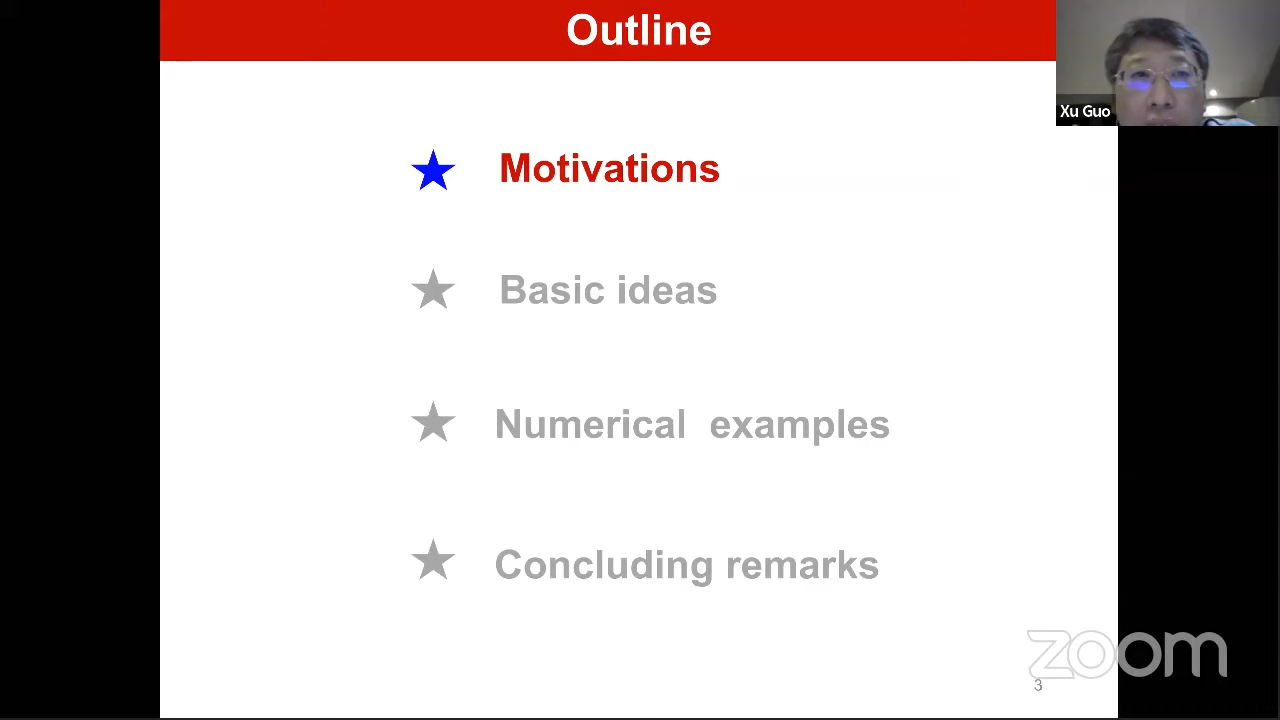 Outline
Xu Guo
Motivations
Basic ideas
Numerical examples
Concluding remarks
zoom
3